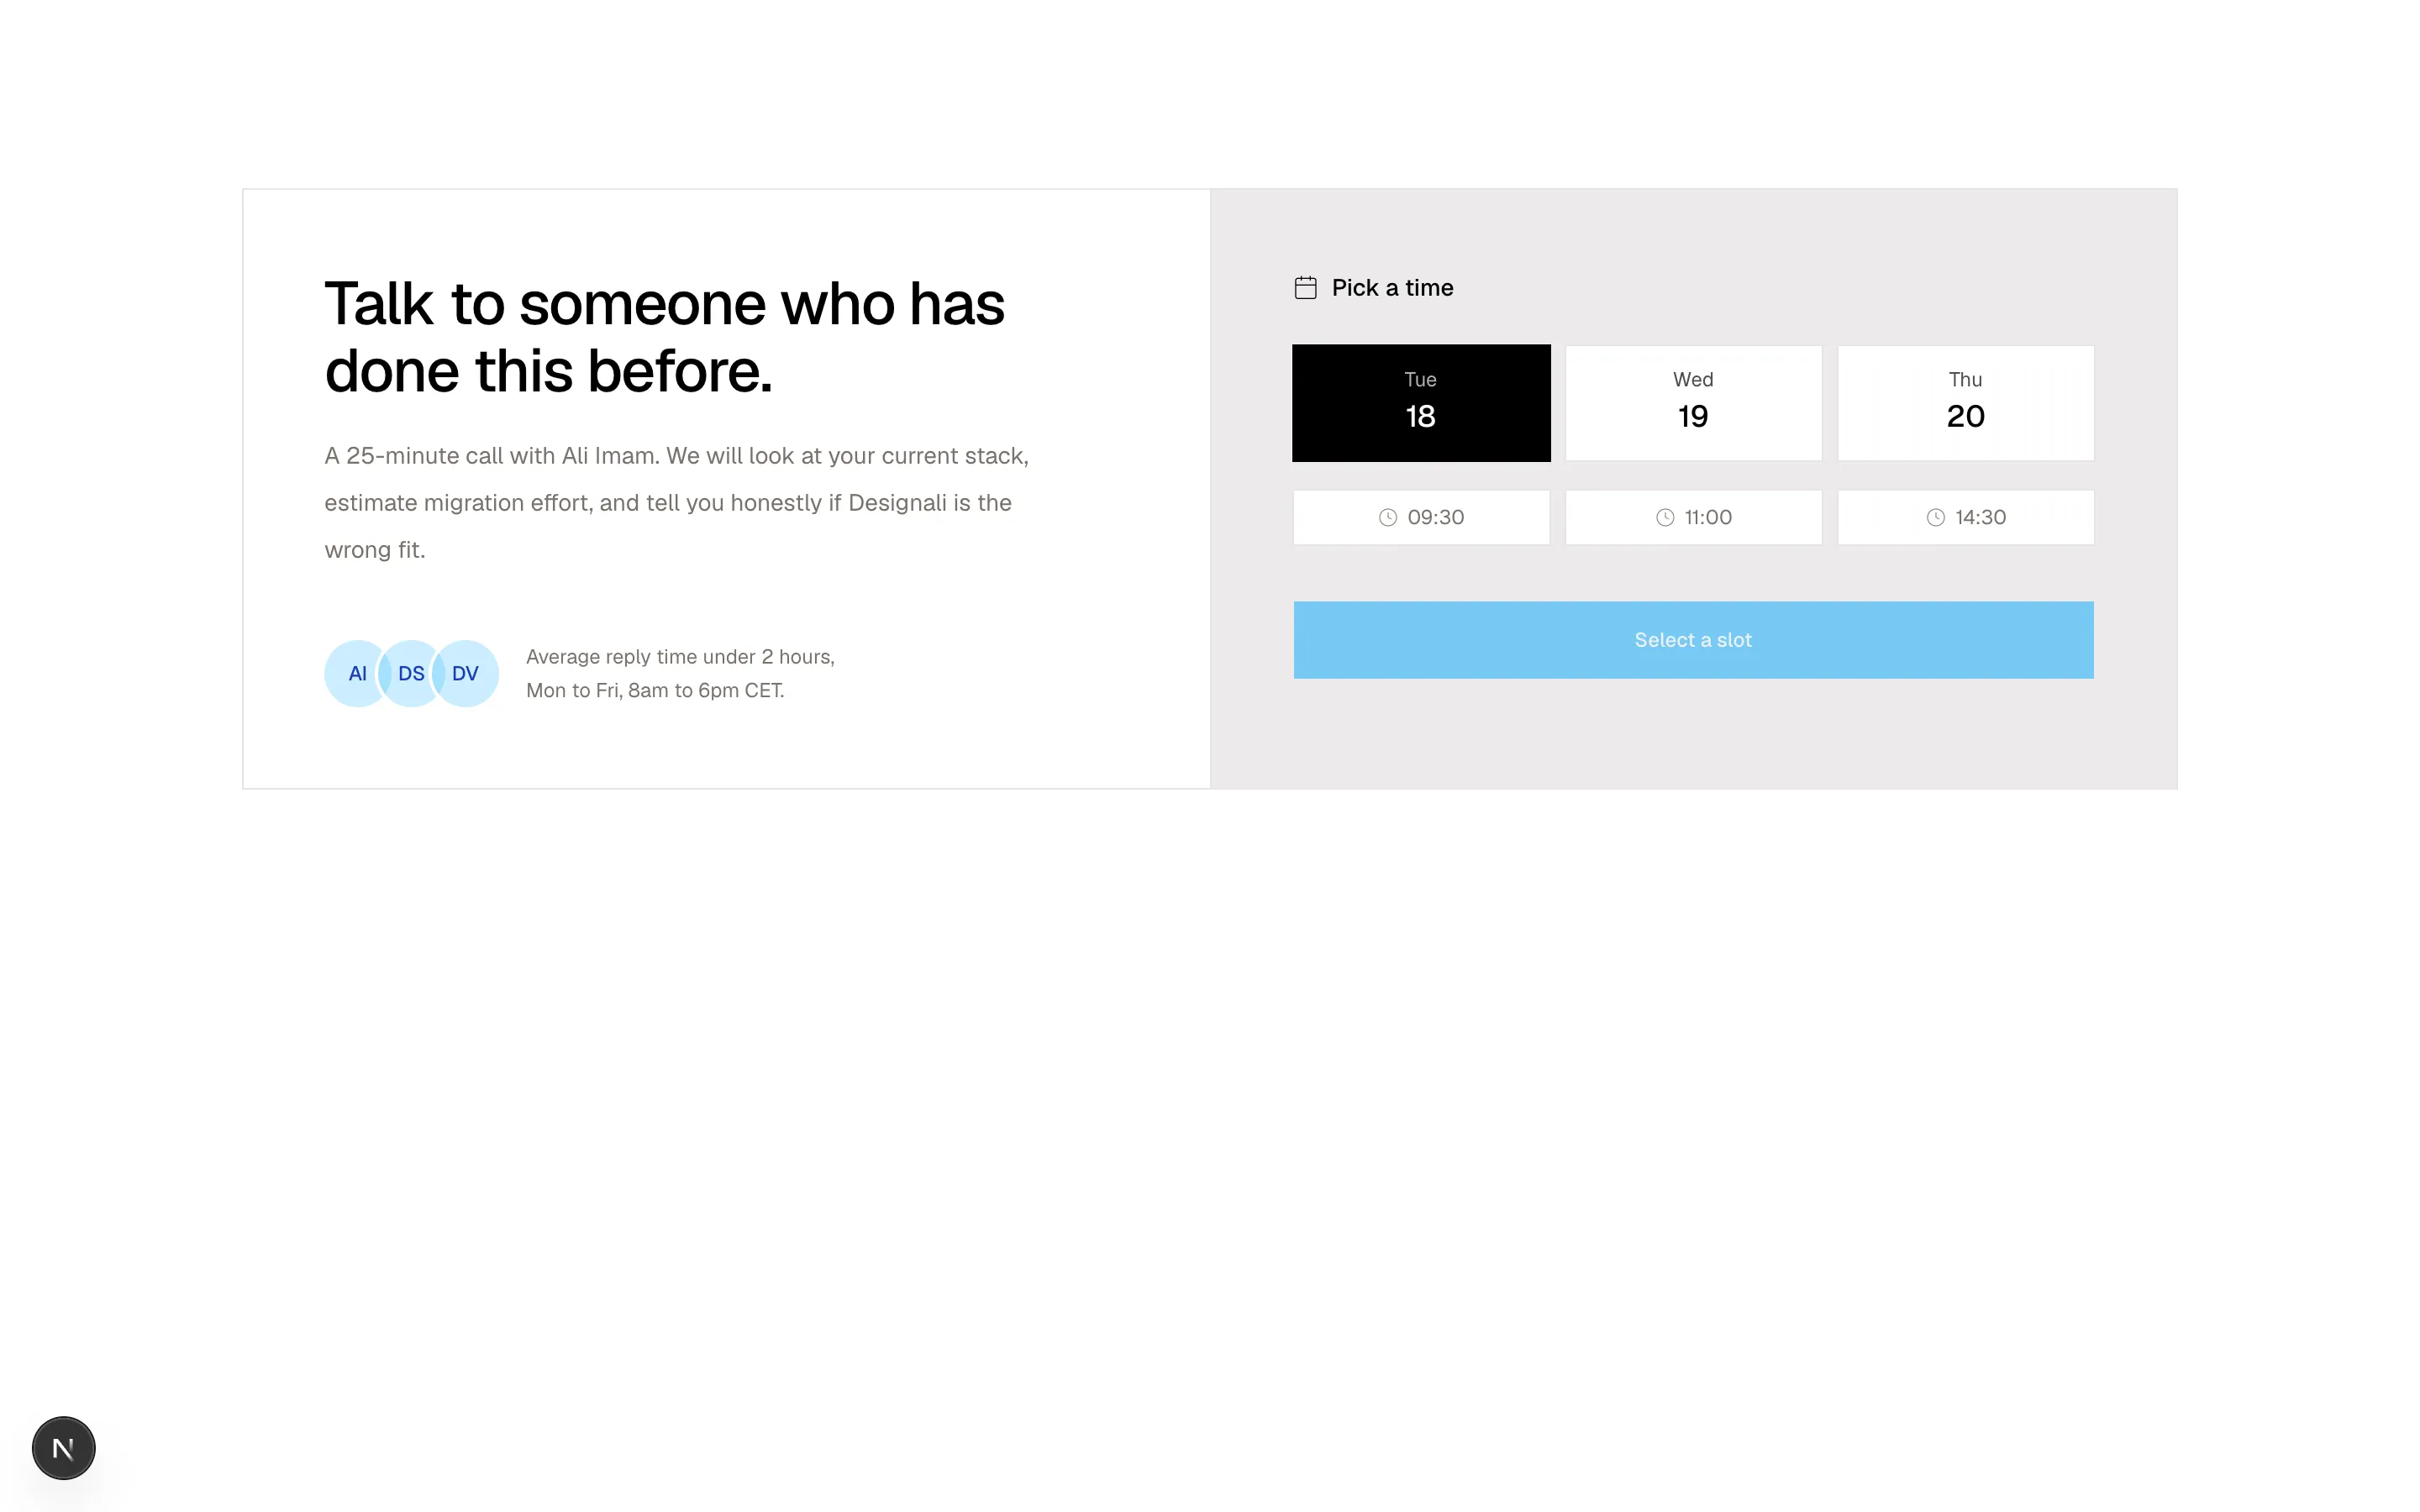 Talk to someone who has
done this before.
A 25-minute call with Ali Imam. We will look at your current stack,
estimate migration effort, and tell you honestly if Designali is the
wrong fit.
AI DS DV
Average reply time under 2 hours,
Mon to Fri, 8am to 6pm CET.
Pick a time
Tue Wed Thu
18 19 20
09:30 11:00 14:30
Select a slot
N